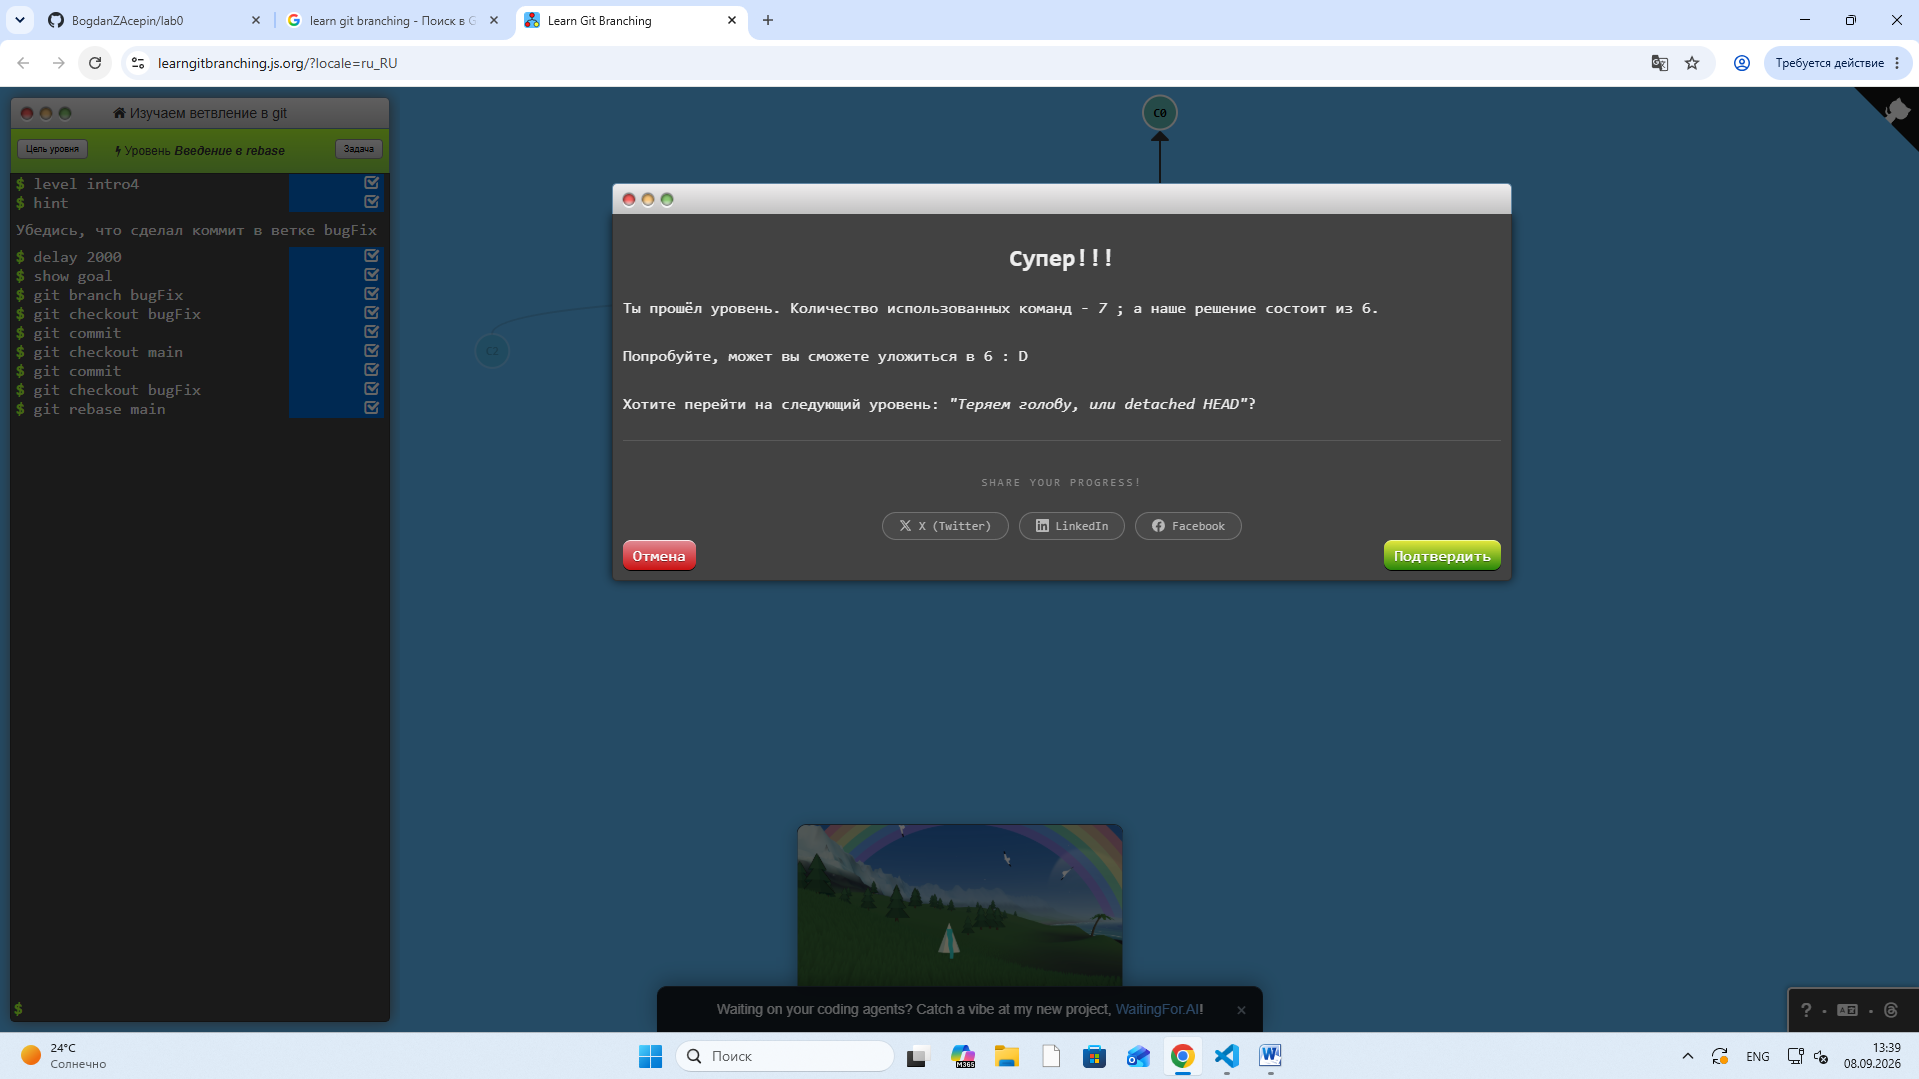 BogdanZAcepin/lab0
learn git branching - Поиск в G
Learn Git Branching
learngitbranching.js.org/?locale=ru_RU
Требуется действие
Изучаем ветвление в git
Цель уровня
Уровень Введение в rebase
Задача
$ level intro4
$ hint
Убедись, что сделал коммит в ветке bugFix
$ delay 2000
$ show goal
$ git branch bugFix
$ git checkout bugFix
$ git commit
$ git checkout main
$ git commit
$ git checkout bugFix
$ git rebase main
$
C0
C2
Супер!!!
Ты прошёл уровень. Количество использованных команд - 7 ; а наше решение состоит из 6.
Попробуйте, может вы сможете уложиться в 6 : D
Хотите перейти на следующий уровень: "Теряем голову, или detached HEAD"?
SHARE YOUR PROGRESS!
X (Twitter)
LinkedIn
Facebook
Отмена
Подтвердить
Waiting on your coding agents? Catch a vibe at my new project, WaitingFor.AI!
?
24°C
Солнечно
Поиск
M365
ENG
13:39
08.09.2026